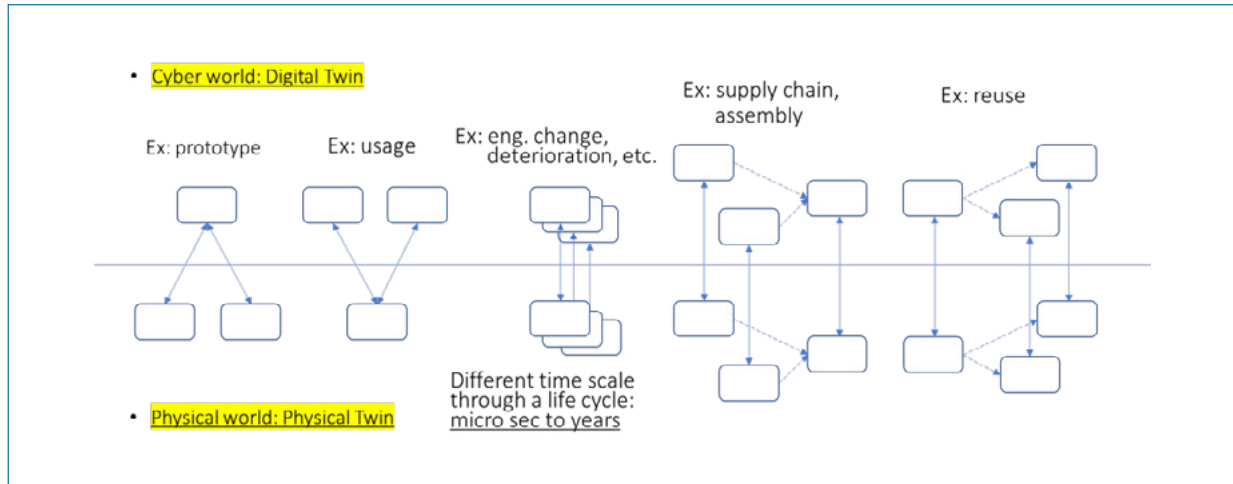 • Cyber world: Digital Twin
Ex: prototype
Ex: usage
Ex: eng. change,
deterioration, etc.
Ex: supply chain,
assembly
Ex: reuse
Different time scale
through a life cycle:
micro sec to years
• Physical world: Physical Twin